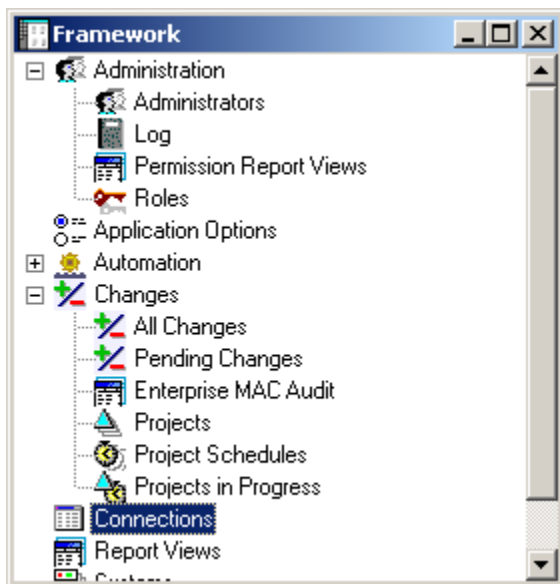 Framework
Administration
Administrators
Log
Permission Report Views
Roles
Application Options
Automation
Changes
All Changes
Pending Changes
Enterprise MAC Audit
Projects
Project Schedules
Projects in Progress
Connections
Report Views